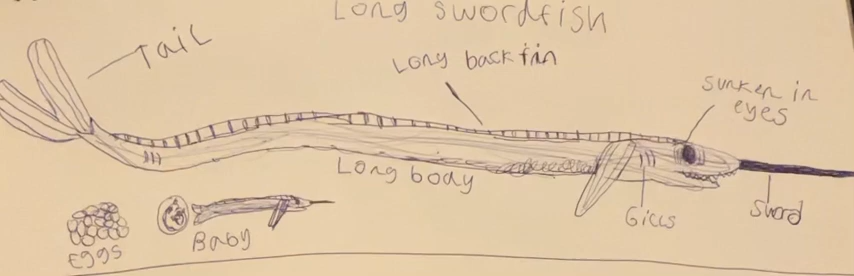 Long swordfish
Tail
Long back fin
sunken in
eyes
Long body
Gills
Sword
Eggs
Baby